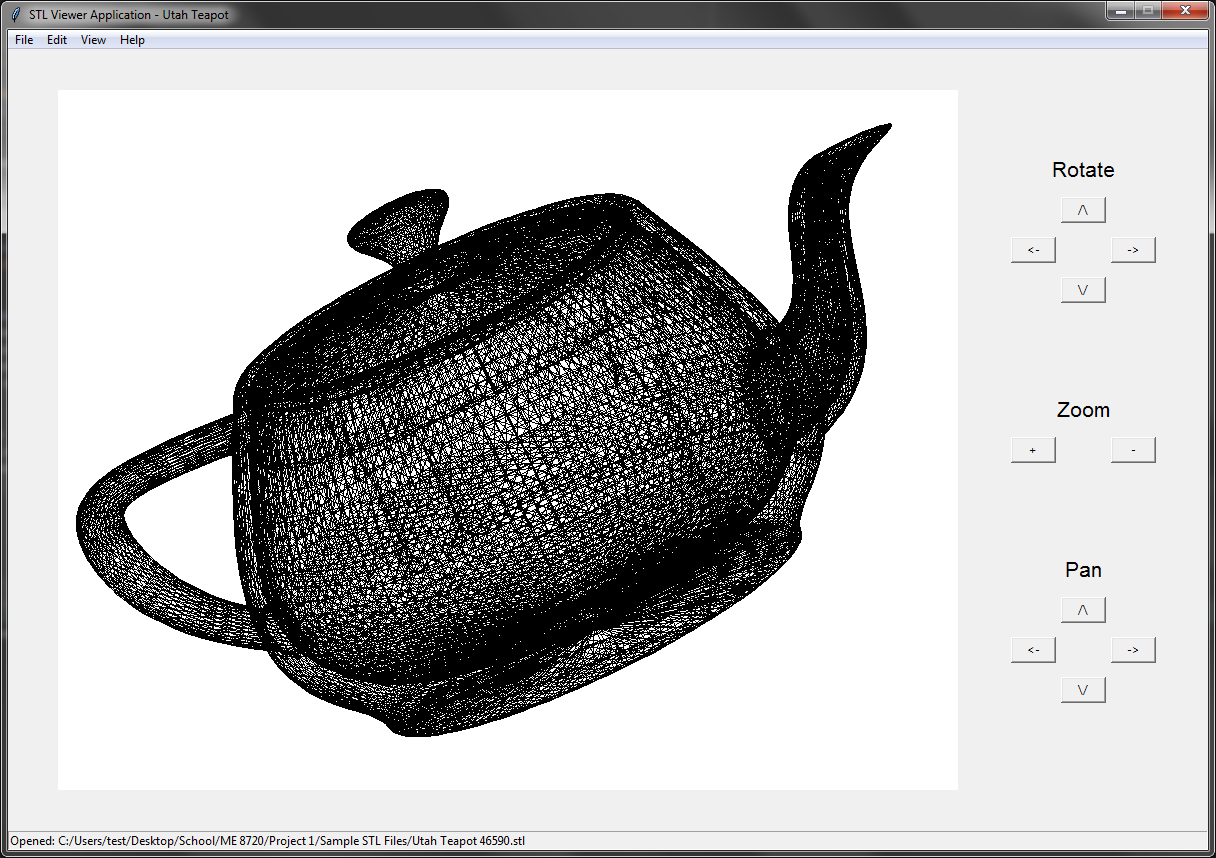 STL Viewer Application - Utah Teapot
File Edit View Help
Rotate
/\
<- ->
\/
Zoom
+ -
Pan
/\
<- ->
\/
Opened: C:/Users/test/Desktop/School/ME 8720/Project 1/Sample STL Files/Utah Teapot 46590.stl